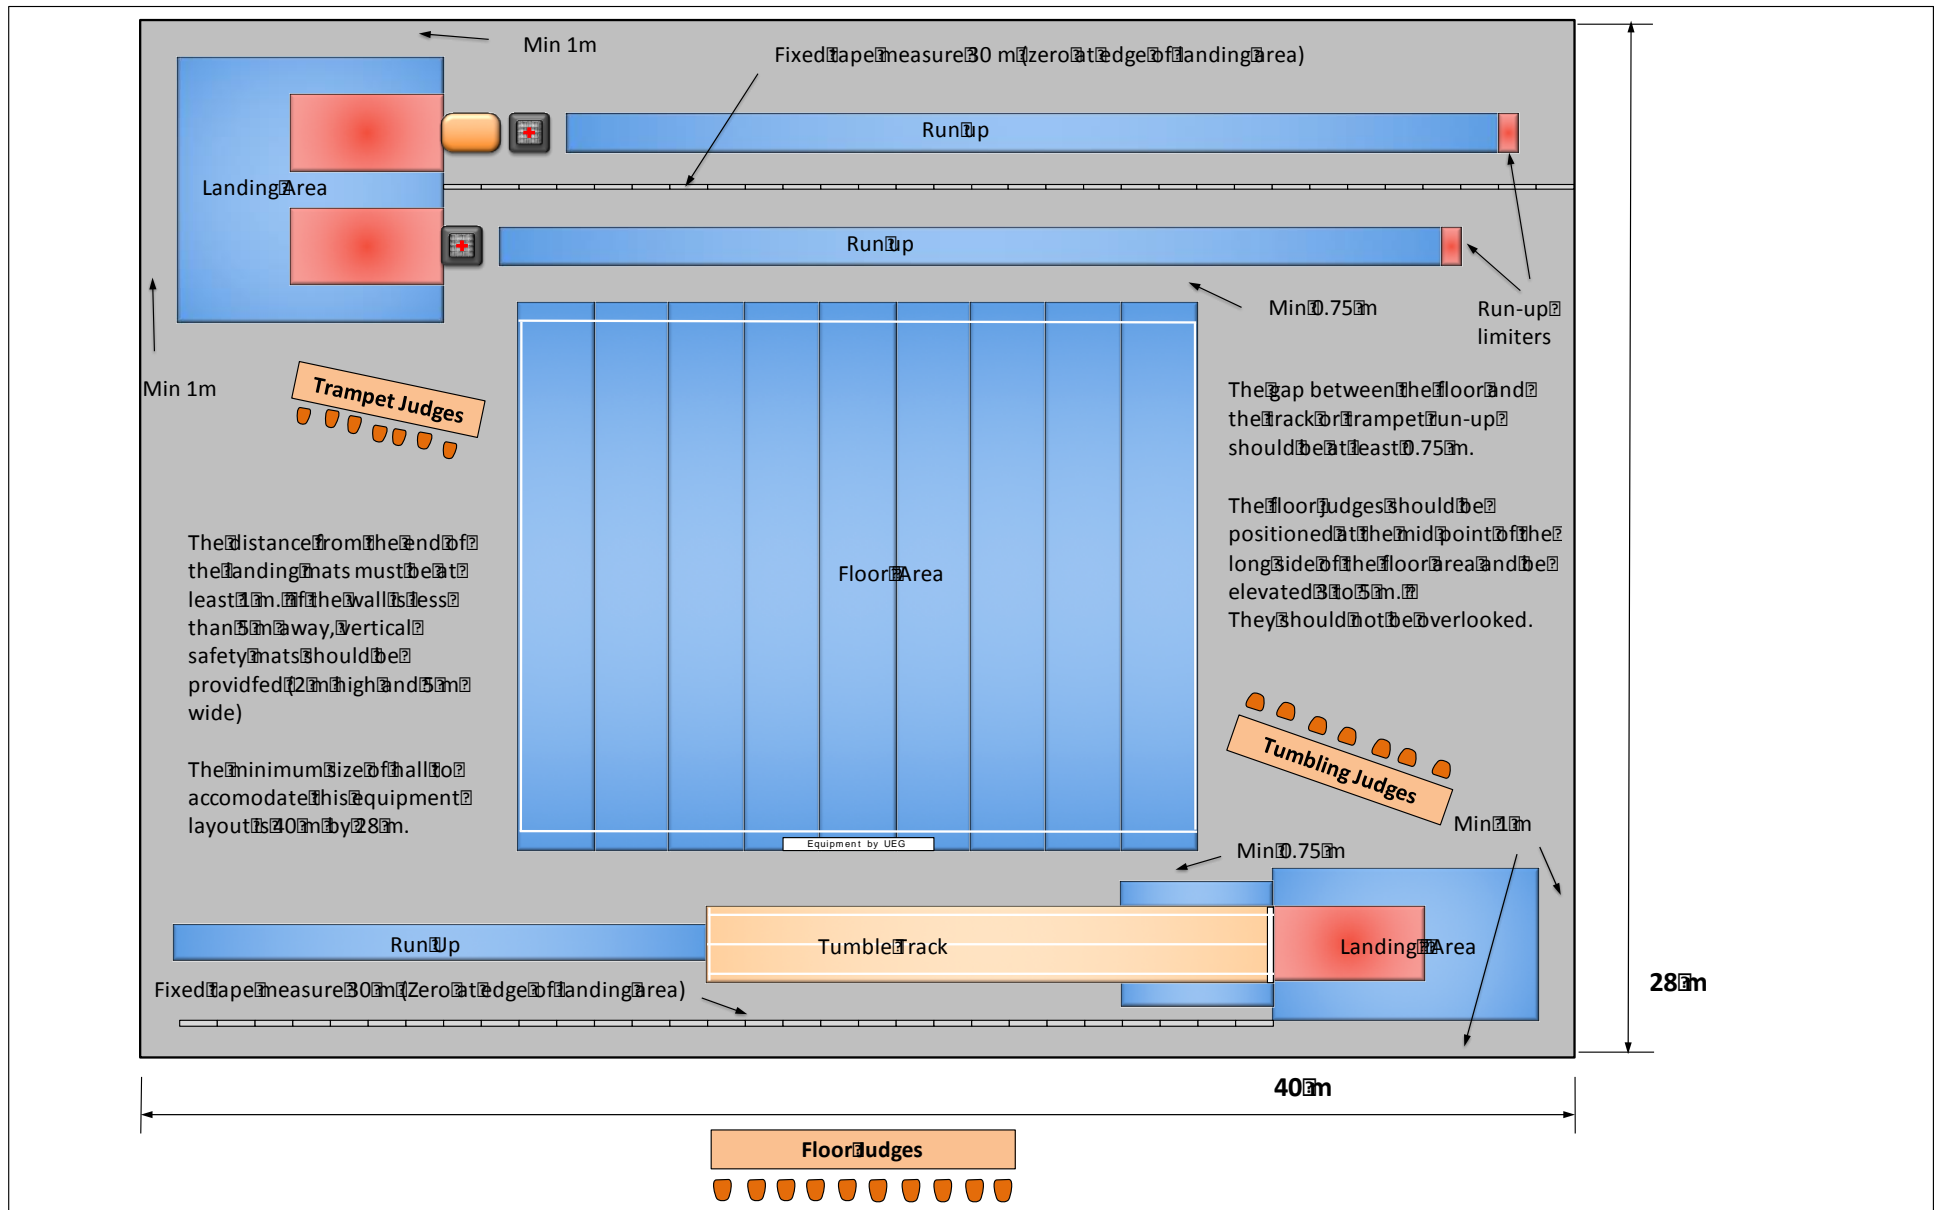 Min 1m
Fixed tape measure 30 m (zero at edge of landing area)
Run up
Landing Area
Run up
Min 0.75 m
Run-up
limiters
Min 1m
Trampet Judges
The gap between the floor and
the track or trampet run-up
should be at least 0.75 m.
The floor judges should be
positioned at the mid point of the
long side of the floor area and be
elevated 3 to 5 m.
They should not be overlooked.
The distance from the end of
the landing mats must be at
least 1 m. If the wall is less
than 5 m away, vertical
safety mats should be
providfed (2 m high and 5 m
wide)
Floor Area
The minimum size of hall to
accomodate this equipment
layout is 40 m by 28 m.
Tumbling Judges
Min 1 m
Equipment by UEG
Min 0.75 m
Run Up
Tumble Track
Landing Area
Fixed tape measure 30 m (Zero at edge of landing area)
28 m
40 m
Floor Judges